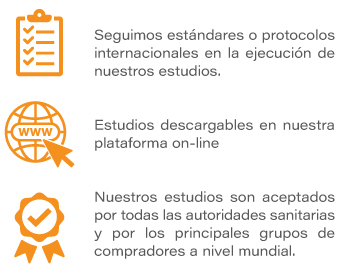 Seguimos estándares o protocolos
internacionales en la ejecución de
nuestros estudios.
www
Estudios descargables en nuestra
plataforma on-line
Nuestros estudios son aceptados
por todas las autoridades sanitarias
y por los principales grupos de
compradores a nivel mundial.